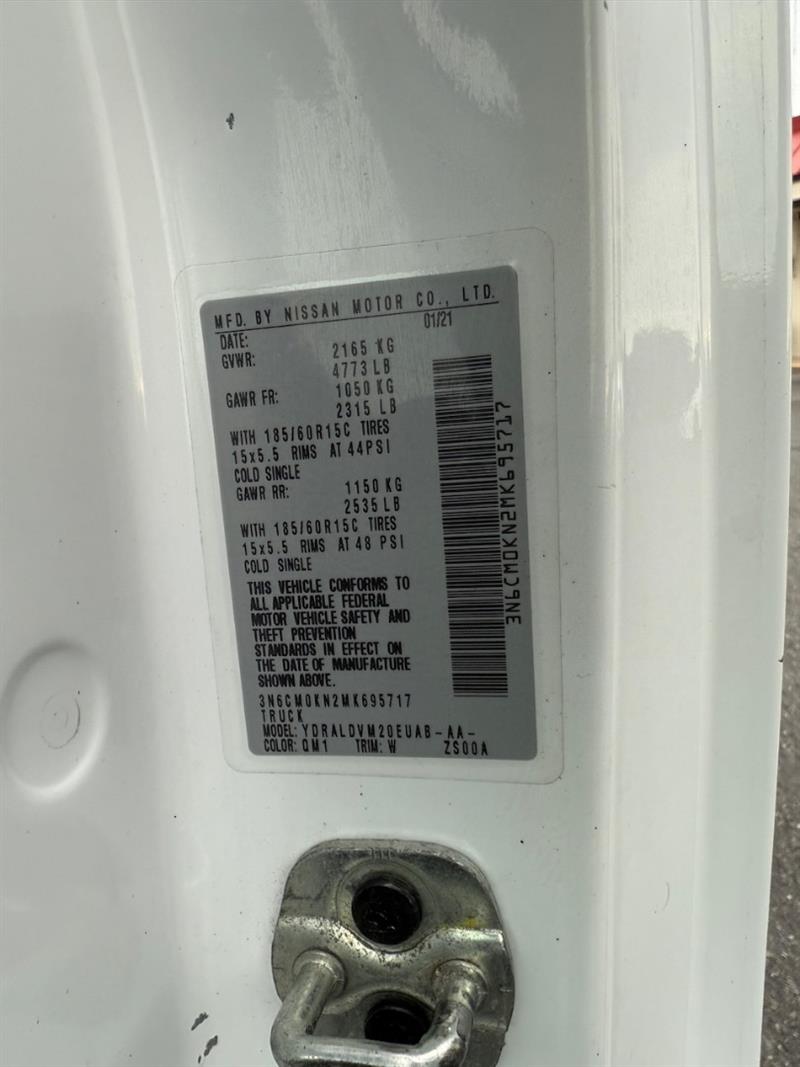 MFD. BY NISSAN MOTOR CO., LTD.
DATE: 01/21
GVWR: 2165 KG
4773 LB
GAWR FR: 1050 KG
2315 LB
WITH 185/60R15C TIRES
15x5.5 RIMS AT 44PSI
COLD SINGLE
GAWR RR: 1150 KG
2535 LB
WITH 185/60R15C TIRES
15x5.5 RIMS AT 48 PSI
COLD SINGLE
THIS VEHICLE CONFORMS TO
ALL APPLICABLE FEDERAL
MOTOR VEHICLE SAFETY AND
THEFT PREVENTION
STANDARDS IN EFFECT ON
THE DATE OF MANUFACTURE
SHOWN ABOVE.
3N6CM0KN2MK695717
TRUCK
MODEL: YDRALDVM20EUAB-AA-
COLOR: QM1 TRIM: W ZS00A
3N6CM0KN2MK695717